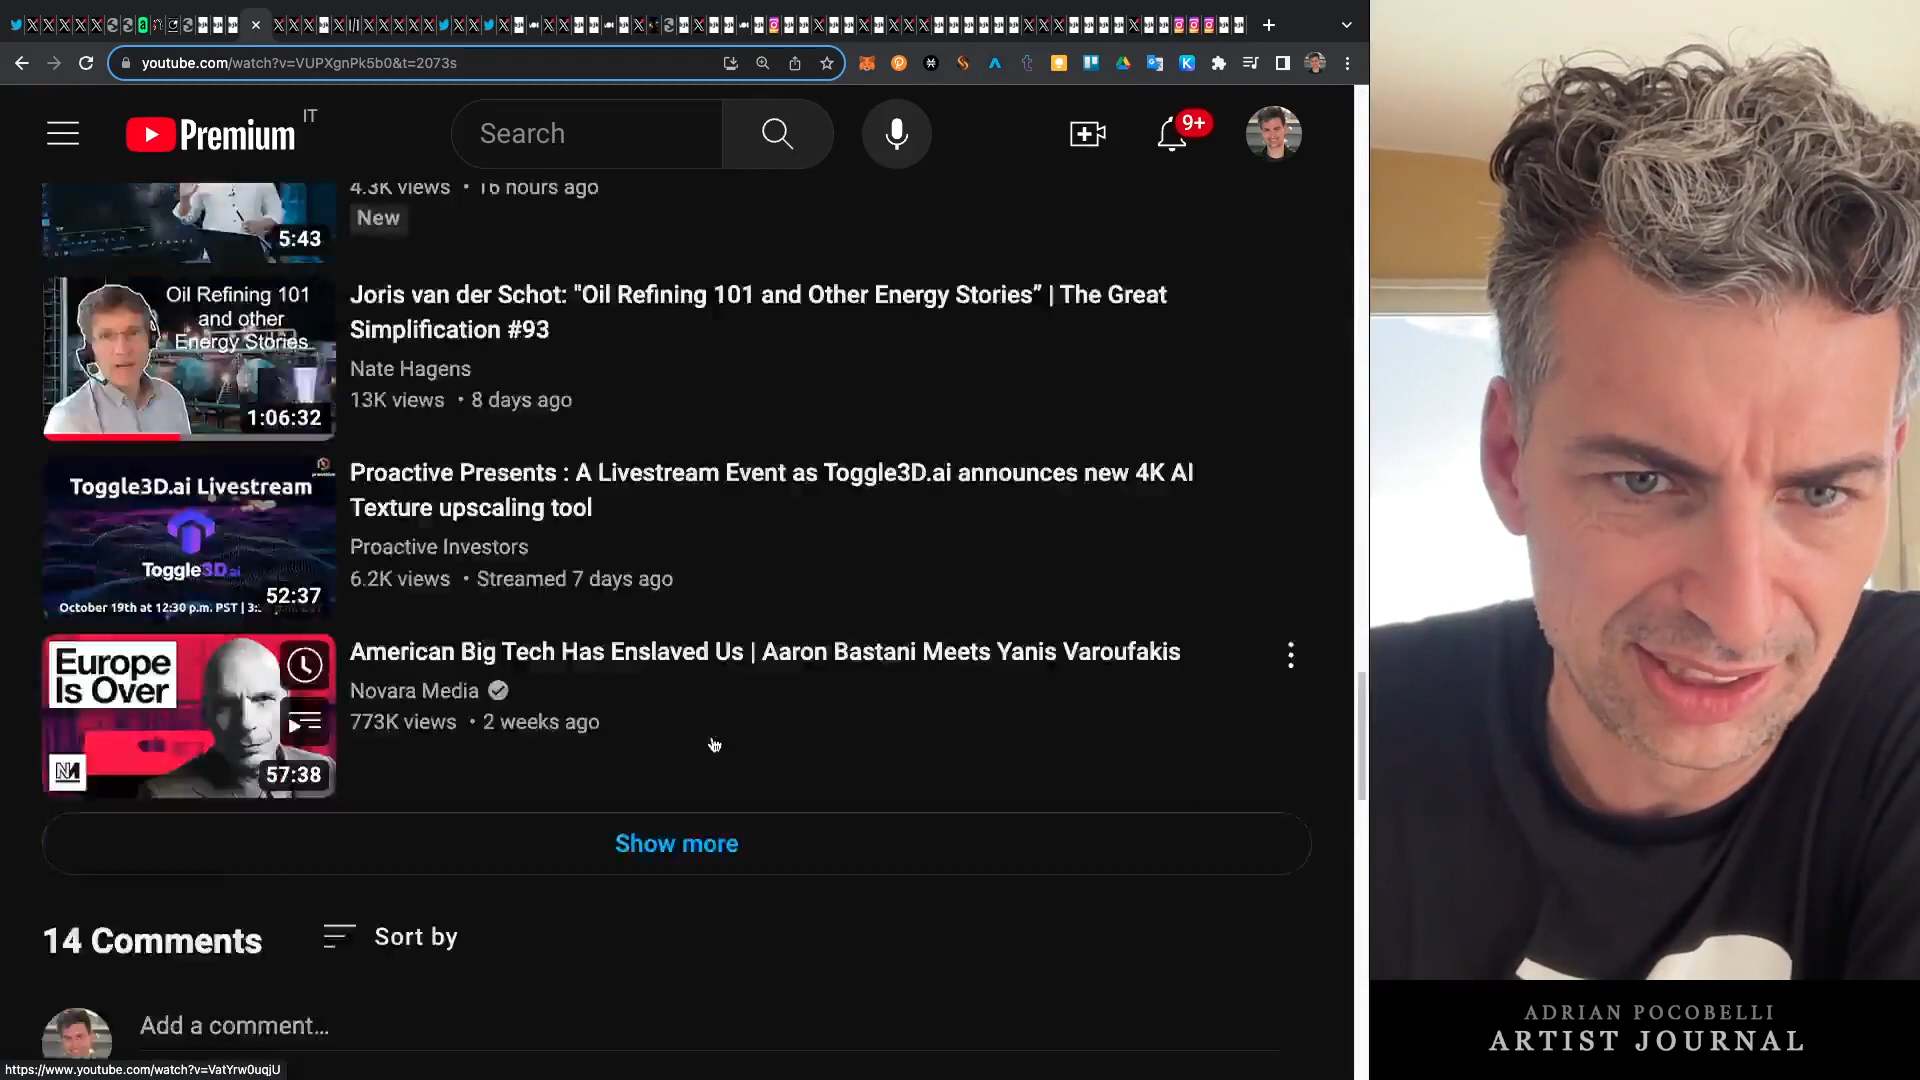 youtube.com/watch?v=VUPXgnPk5b0&t=2073s
Premium
IT
Search
9+
4.3K views • 16 hours ago
New
5:43
Oil Refining 101
and other
Energy Stories
1:06:32
Joris van der Schot: "Oil Refining 101 and Other Energy Stories” | The Great
Simplification #93
Nate Hagens
13K views • 8 days ago
Toggle3D.ai Livestream
Toggle3D.ai
52:37
October 19th at 12:30 p.m. PST | 3:
Proactive Presents : A Livestream Event as Toggle3D.ai announces new 4K AI
Texture upscaling tool
Proactive Investors
6.2K views • Streamed 7 days ago
Europe
Is Over
57:38
American Big Tech Has Enslaved Us | Aaron Bastani Meets Yanis Varoufakis
Novara Media
773K views • 2 weeks ago
Show more
14 Comments
Sort by
Add a comment...
https://www.youtube.com/watch?v=VatYrw0uqjU
ADRIAN POCOBELLI
ARTIST JOURNAL